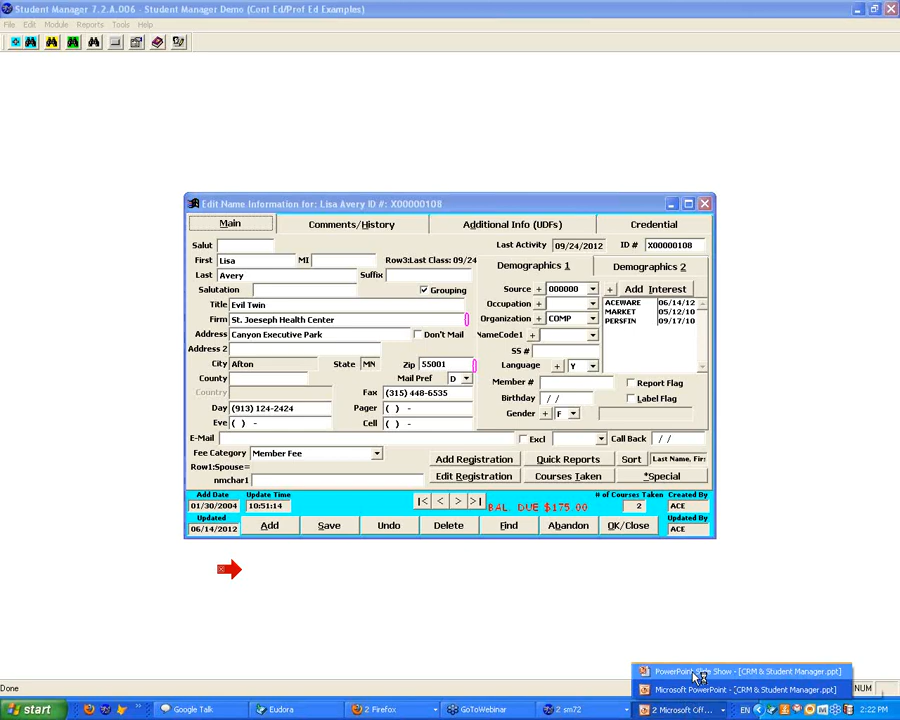 Student Manager 7.2.A.006 - Student Manager Demo (Cont Ed/Prof Ed Examples)
File Edit Module Reports Tools Help
Edit Name Information for: Lisa Avery ID #: X00000108
Main Comments/History Additional Info (UDFs) Credential
Salut Last Activity 09/24/2012 ID # X00000108
First Lisa MI Row3:Last Class: 09/24 Demographics 1 Demographics 2
Last Avery Suffix
Salutation Grouping Source + 000000 + Add Interest
Title Evil Twin Occupation + ACEWARE 06/14/12
MARKET 05/12/10
Firm St. Joeseph Health Center Organization + COMP PERSFIN 09/17/10
Address Canyon Executive Park Don't Mail NameCode1 +
Address 2 SS #
City Afton State MN Zip 55001 Language + Y
County Mail Pref D Member # Report Flag
Country Fax (315) 448-6535 Birthday / / Label Flag
Day (913) 124-2424 Pager ( ) - Gender + F
Eve ( ) - Cell ( ) -
E-Mail Excl Call Back / /
Fee Category Member Fee Add Registration Quick Reports Sort Last Name, Firs
Row1:Spouse= Edit Registration Courses Taken *Special
nmchar1
Add Date Update Time # of Courses Taken Created By
01/30/2004 10:51:14 |< < > >| BAL. DUE $175.00 2 ACE
Updated Add Save Undo Delete Find Abandon OK/Close Updated By
06/14/2012 ACE
PowerPoint Slide Show - [CRM & Student Manager.ppt]
Done Microsoft PowerPoint - [CRM & Student Manager.ppt] NUM
start Google Talk Eudora 2 Firefox GoToWebinar 2 sm72 2 Microsoft Off... EN 2:22 PM